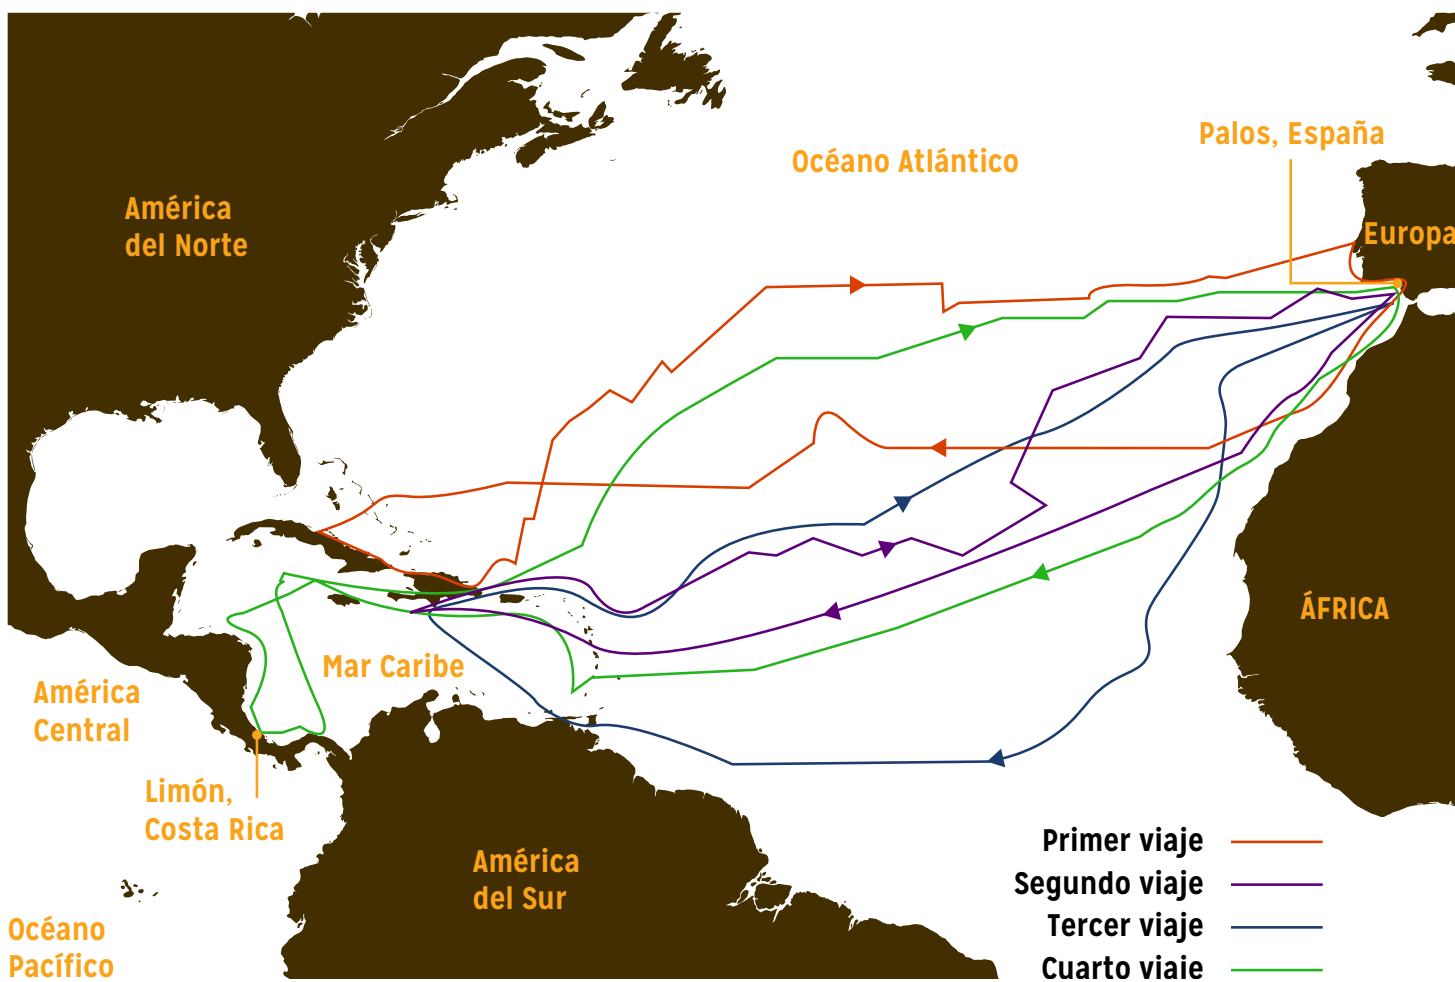 Palos, España
Océano Atlántico
América
del Norte
Europa
ÁFRICA
Mar Caribe
América
Central
Limón,
Costa Rica
América
del Sur
Océano
Pacífico
Primer viaje
Segundo viaje
Tercer viaje
Cuarto viaje